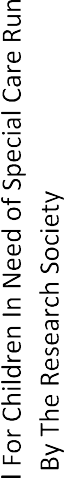 l For Children In Need of Special Care Run
By The Research Society